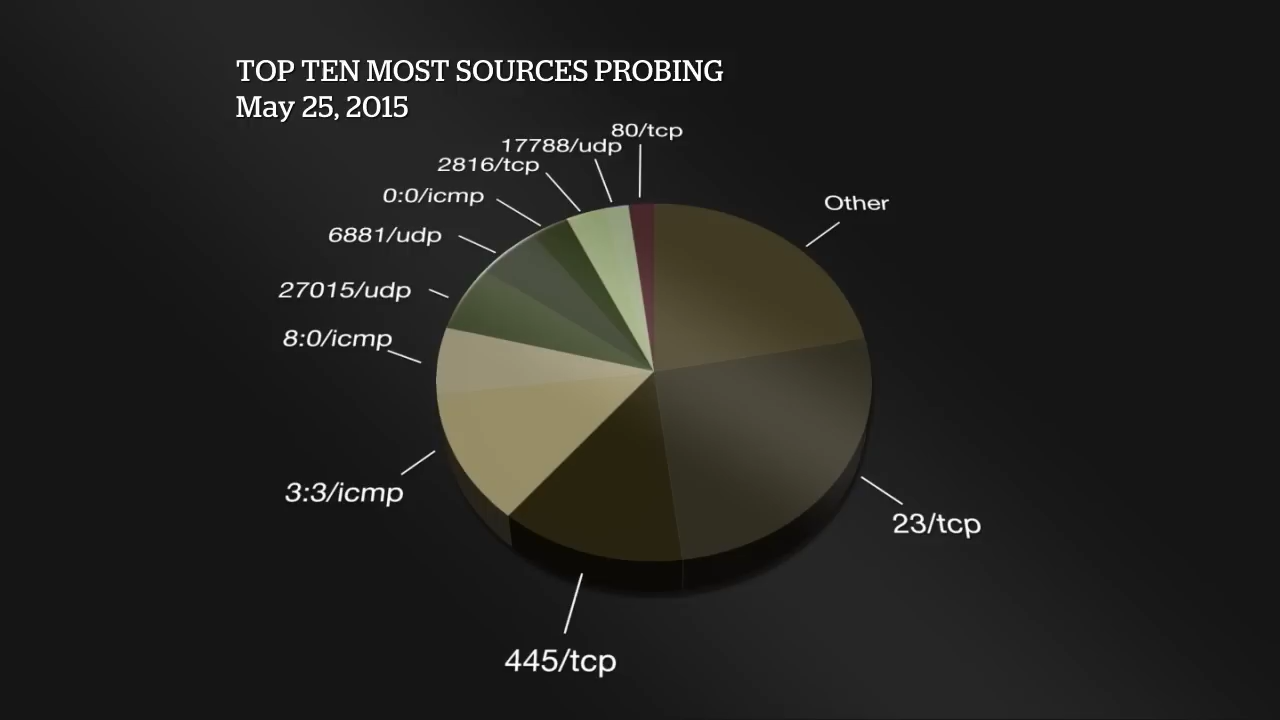 TOP TEN MOST SOURCES PROBING
May 25, 2015
80/tcp
17788/udp
2816/tcp
0:0/icmp
Other
6881/udp
27015/udp
8:0/icmp
3:3/icmp
23/tcp
445/tcp